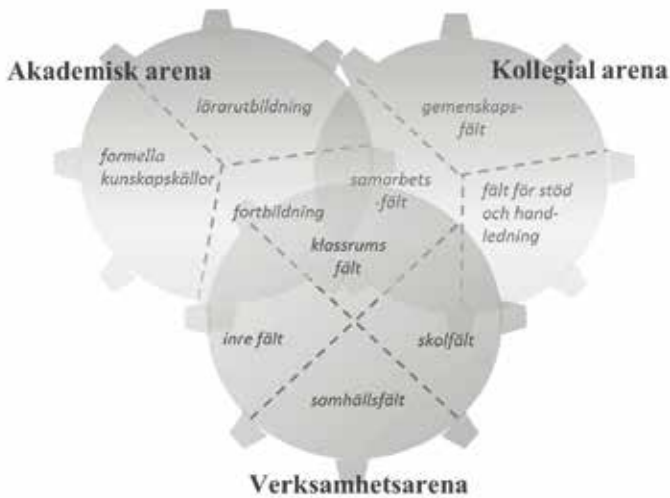 Akademisk arena
Kollegial arena
lärarutbildning
gemenskaps-
fält
formella
kunskapskällor
samarbets
-fält
fält för stöd
och hand-
ledning
fortbildning
klassrums
fält
inre fält
skolfält
samhällsfält
Verksamhetsarena